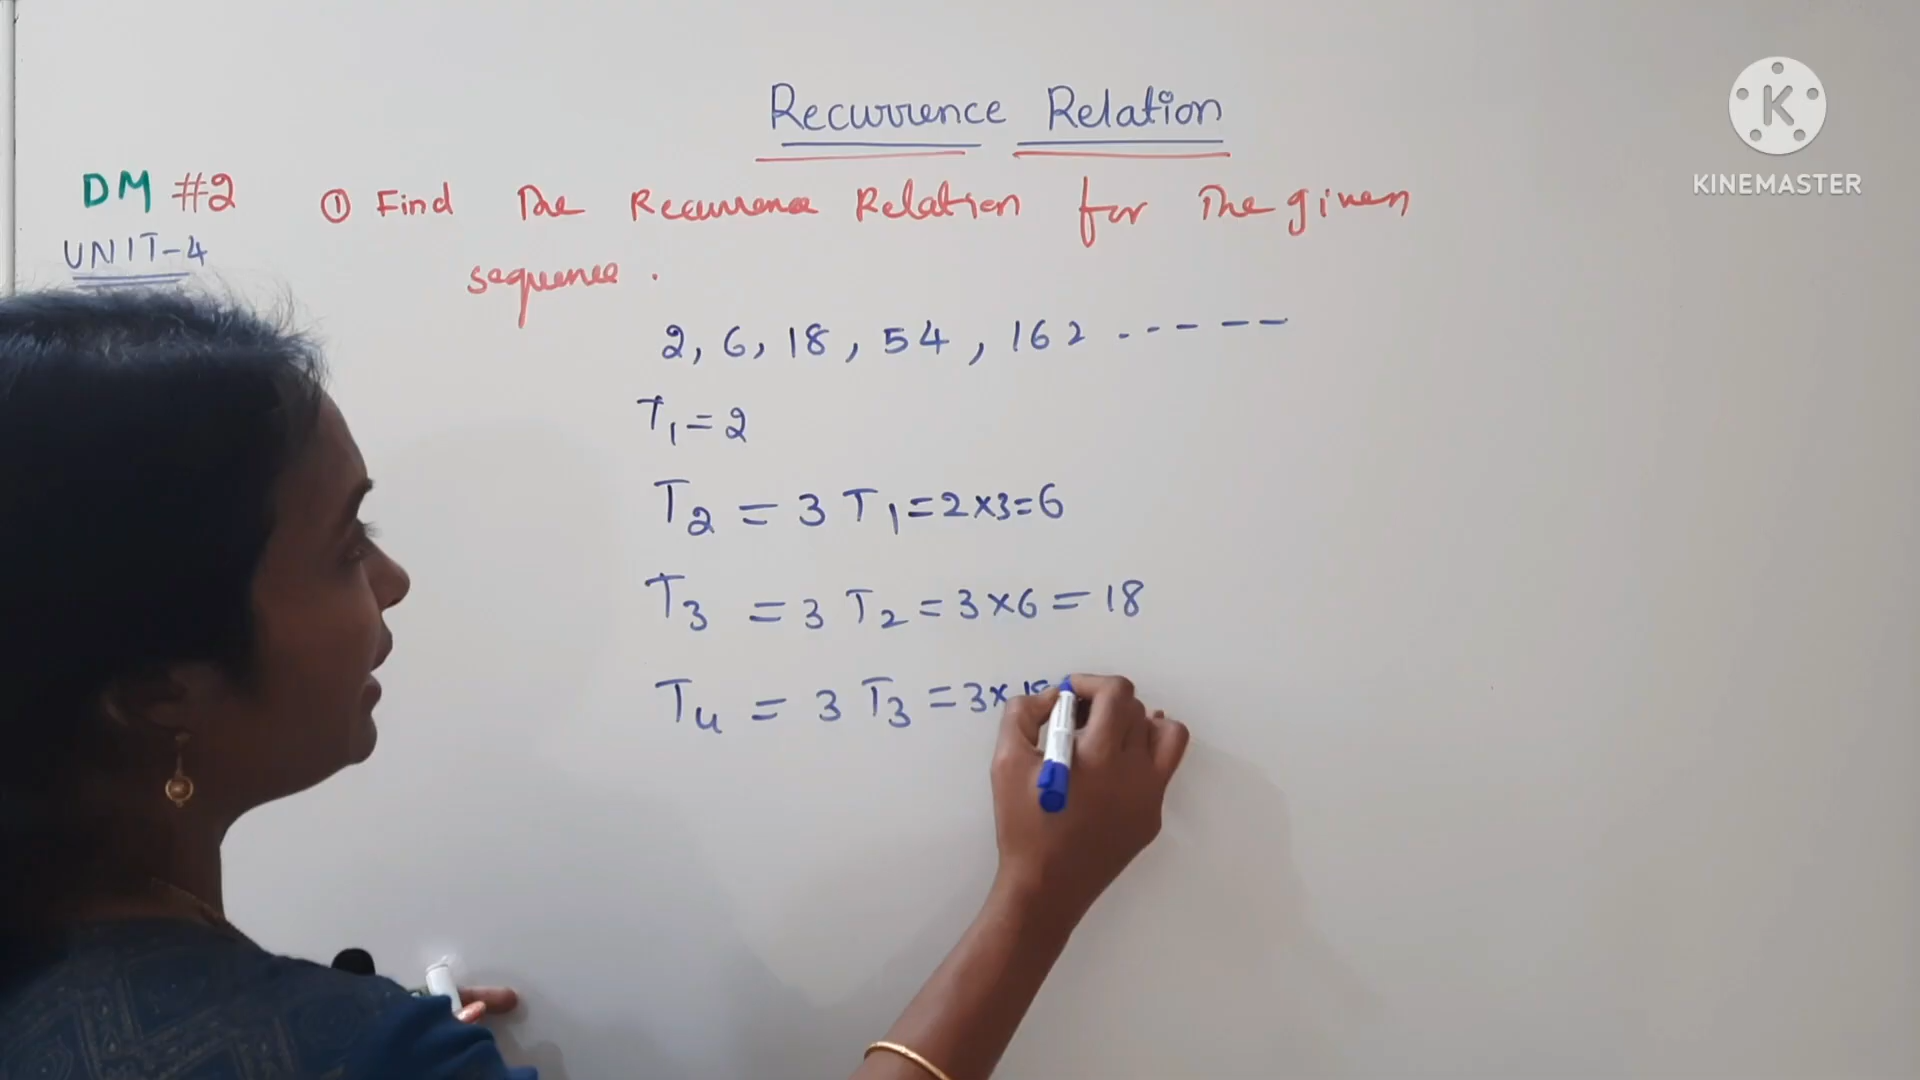 Recurrence Relation
DM #2
UNIT-4
① Find The Recurrence Relation for The given
sequence.
2, 6, 18, 54, 162 -------
T1=2
T2 = 3 T1=2×3=6
T3 = 3 T2 = 3×6 = 18
T4 = 3 T3 = 3×18
K
KINEMASTER